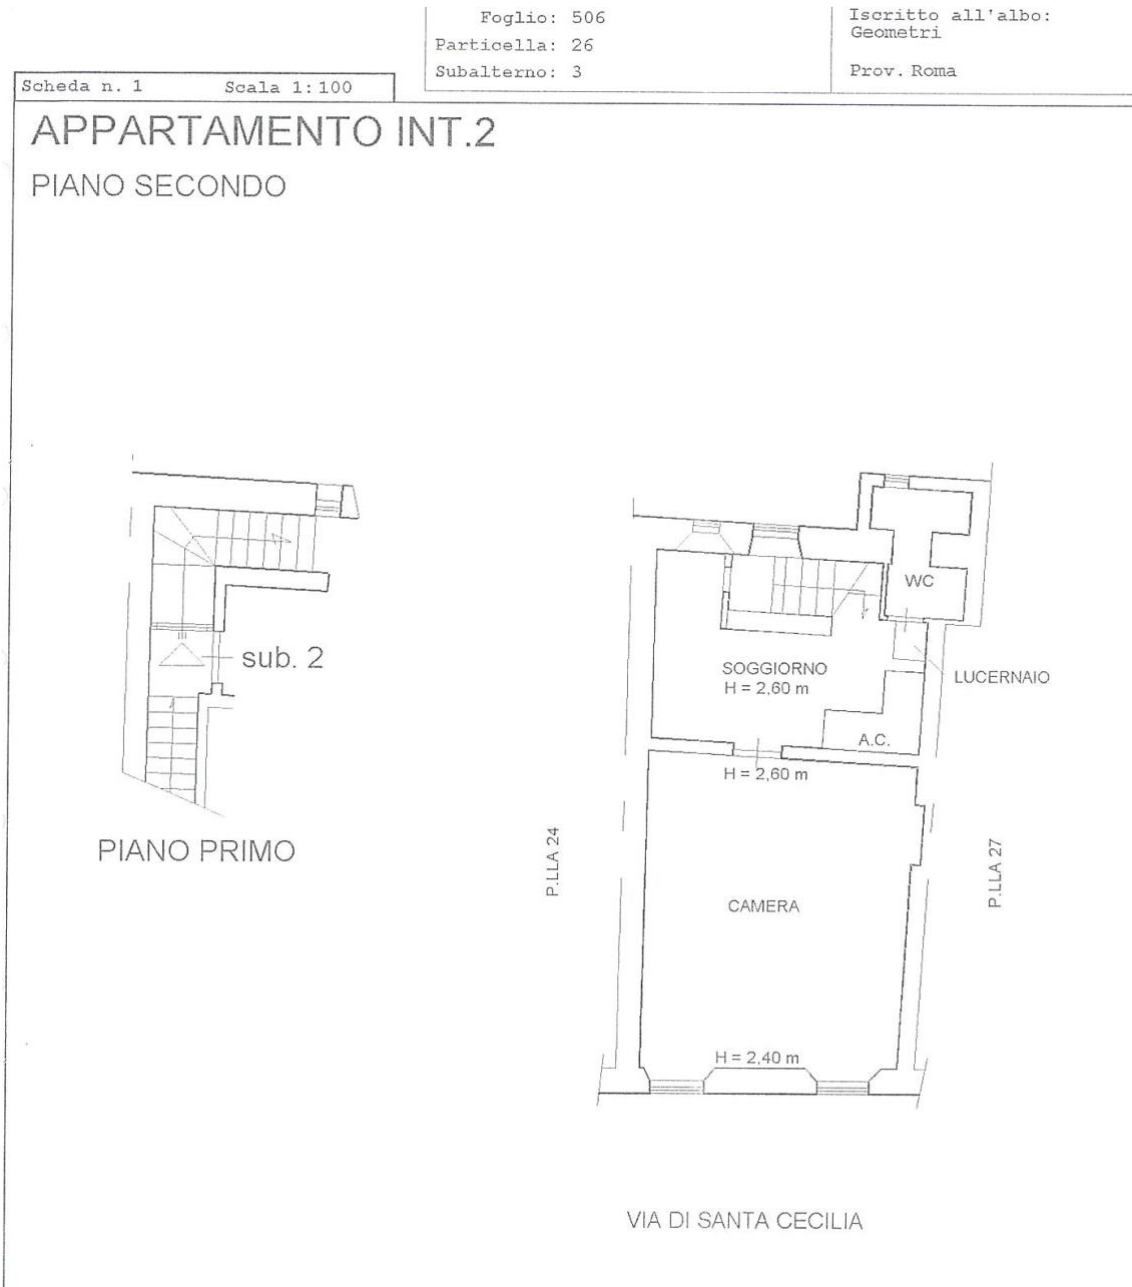 Foglio: 506
Particella: 26
Subalterno: 3
Iscritto all'albo:
Geometri
Prov. Roma
Scheda n. 1 Scala 1:100
APPARTAMENTO INT.2
PIANO SECONDO
sub. 2
PIANO PRIMO
WC
SOGGIORNO
H = 2,60 m
LUCERNAIO
A.C.
H = 2,60 m
P.LLA 24
P.LLA 27
CAMERA
H = 2,40 m
VIA DI SANTA CECILIA